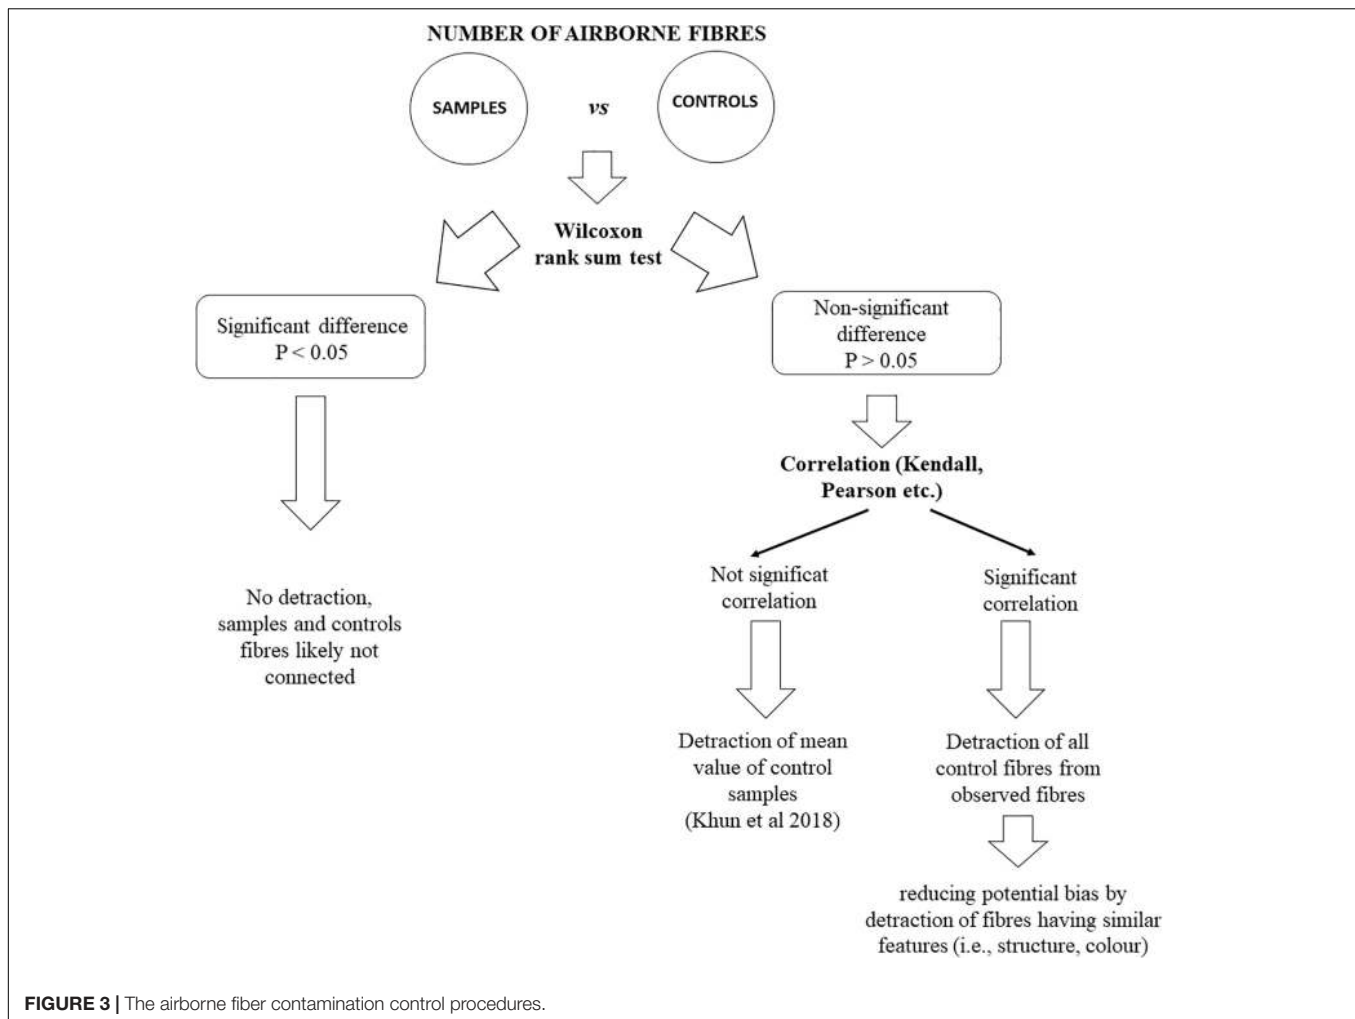 NUMBER OF AIRBORNE FIBRES
SAMPLES
vs
CONTROLS
Wilcoxon
rank sum test
Significant difference
P < 0.05
Non-significant
difference
P > 0.05
No detraction,
samples and controls
fibres likely not
connected
Correlation (Kendall,
Pearson etc.)
Not significat
correlation
Significant
correlation
Detraction of mean
value of control
samples
(Khun et al 2018)
Detraction of all
control fibres from
observed fibres
reducing potential bias by
detraction of fibres having similar
features (i.e., structure, colour)
FIGURE 3 | The airborne fiber contamination control procedures.